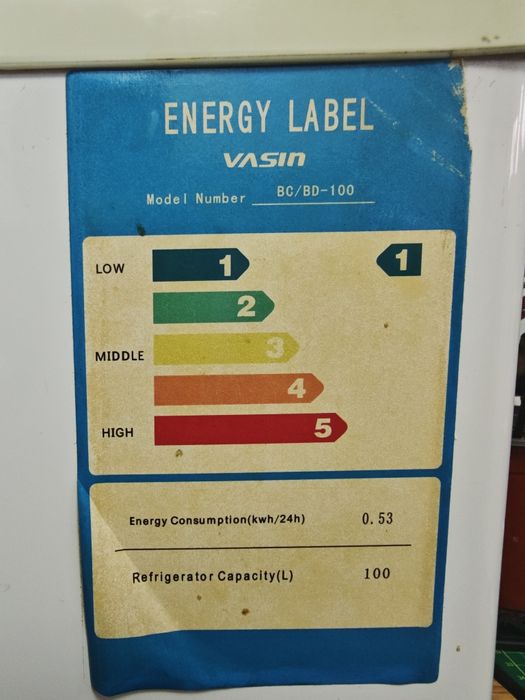 ENERGY LABEL
VASIN
Model Number BC/BD-100
LOW 1 1
2
MIDDLE 3
4
HIGH 5
Energy Consumption(kwh/24h) 0.53
Refrigerator Capacity(L) 100